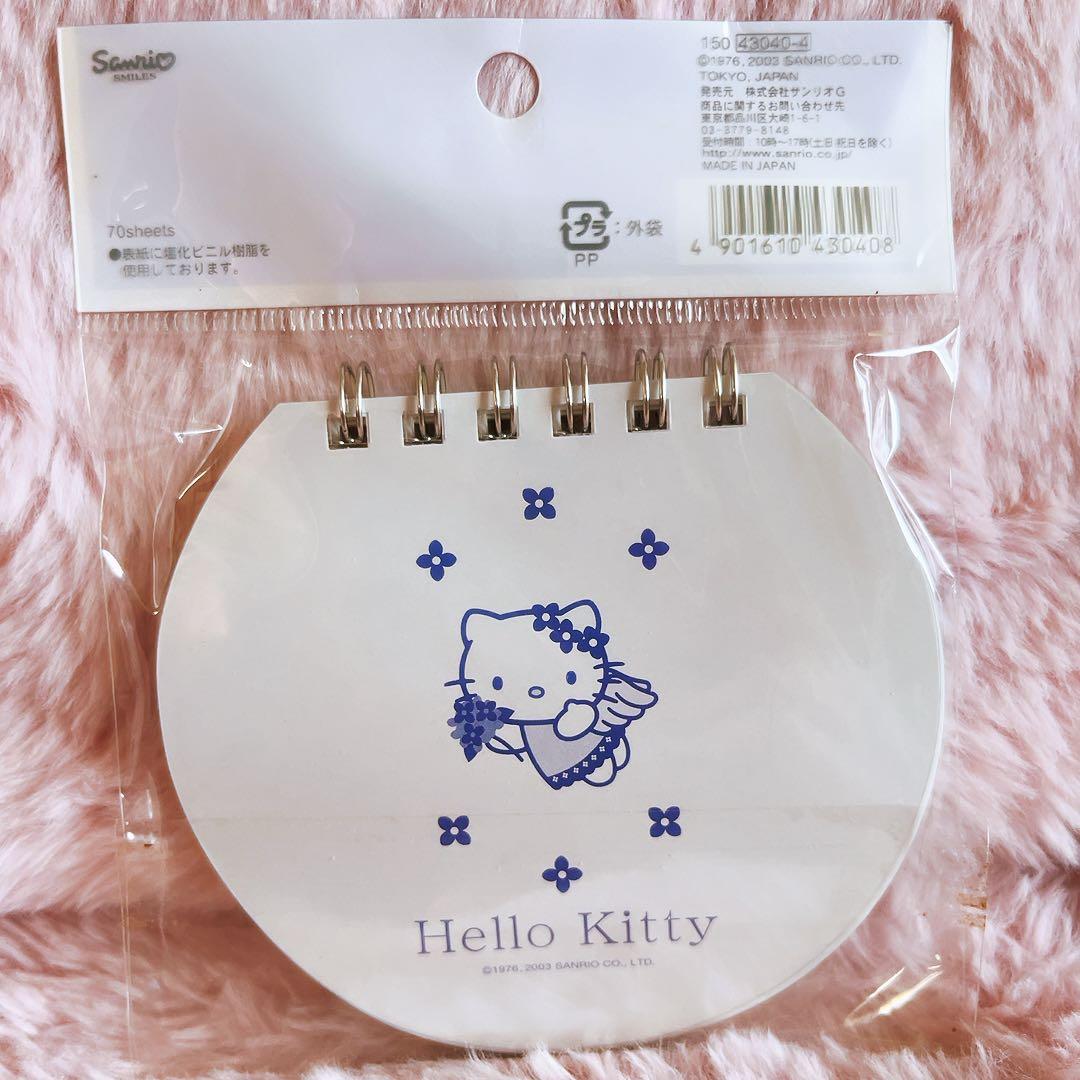 Sanrio
SMILES
150 43040-4
©1976, 2003 SANRIO CO., LTD.
TOKYO, JAPAN
発売元 株式会社サンリオG
商品に関するお問い合わせ先
東京都品川区大崎1-6-1
03-3779-8148
受付時間:10時〜17時(土日祝日を除く)
http://www.sanrio.co.jp/
MADE IN JAPAN
70sheets
●表紙に塩化ビニル樹脂を
使用しております。
プラ:外袋
PP
4 901610 430408
Hello Kitty
©1976, 2003 SANRIO CO., LTD.